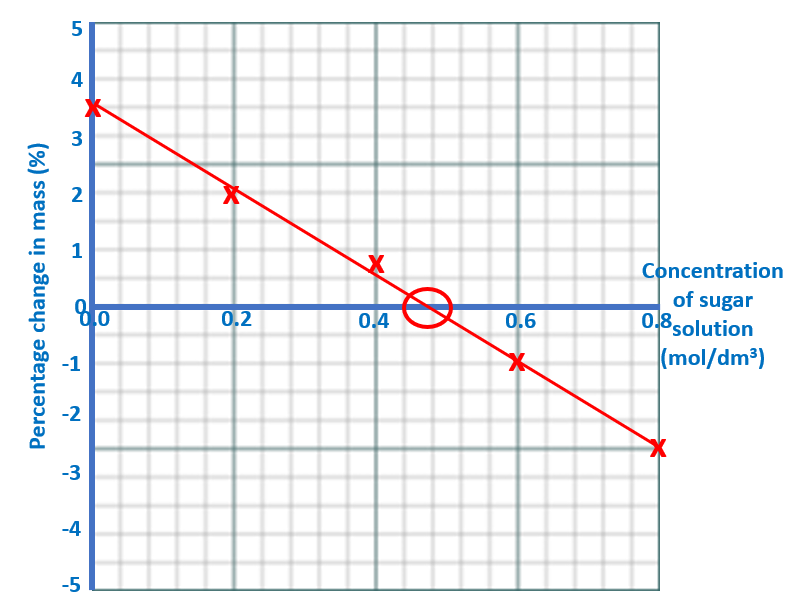 5
4
3
2
1
0
-1
-2
-3
-4
-5
Percentage change in mass (%)
0.0
0.2
0.4
0.6
0.8
Concentration
of sugar
solution
(mol/dm³)
X
X
X
X
X